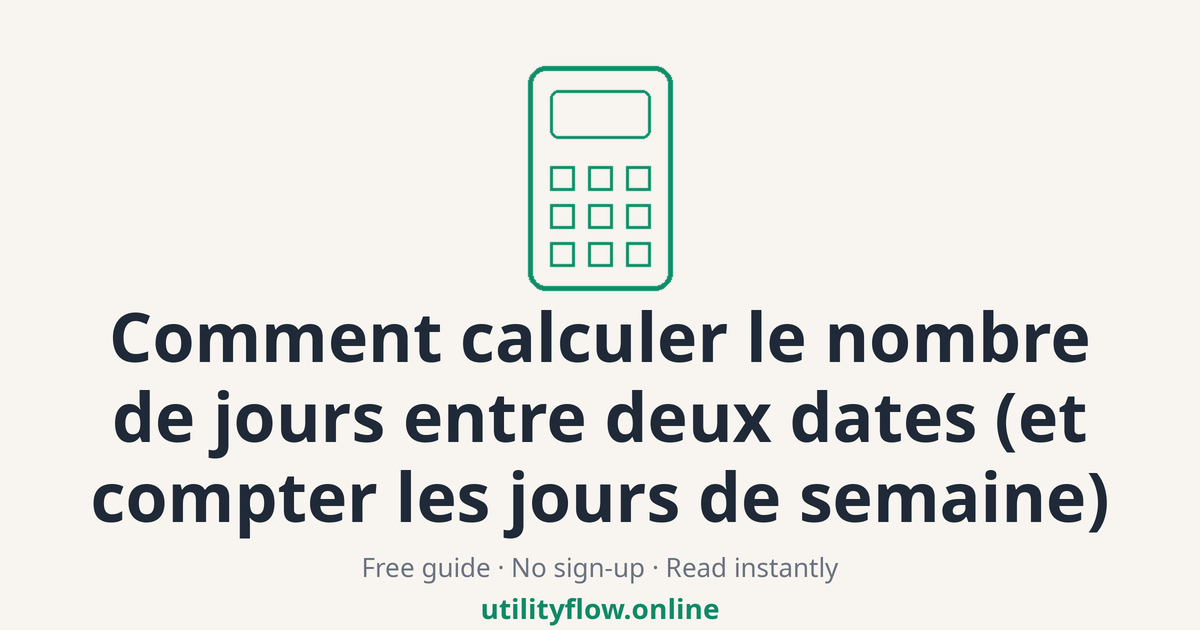 Comment calculer le nombre
de jours entre deux dates (et
compter les jours de semaine)
Free guide · No sign-up · Read instantly
utilityflow.online